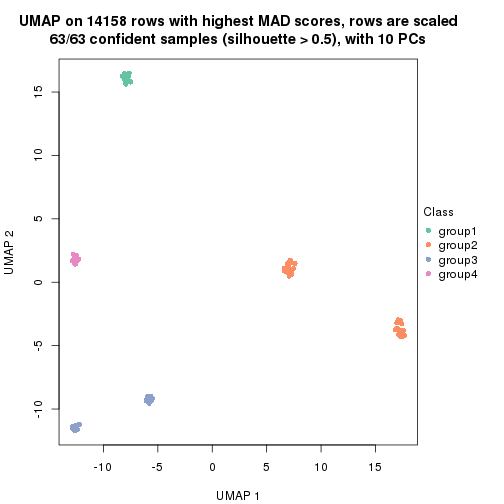 UMAP on 14158 rows with highest MAD scores, rows are scaled
63/63 confident samples (silhouette > 0.5), with 10 PCs
15
10
5
0
-5
-10
UMAP 2
-10
-5
0
5
10
15
UMAP 1
Class
group1
group2
group3
group4